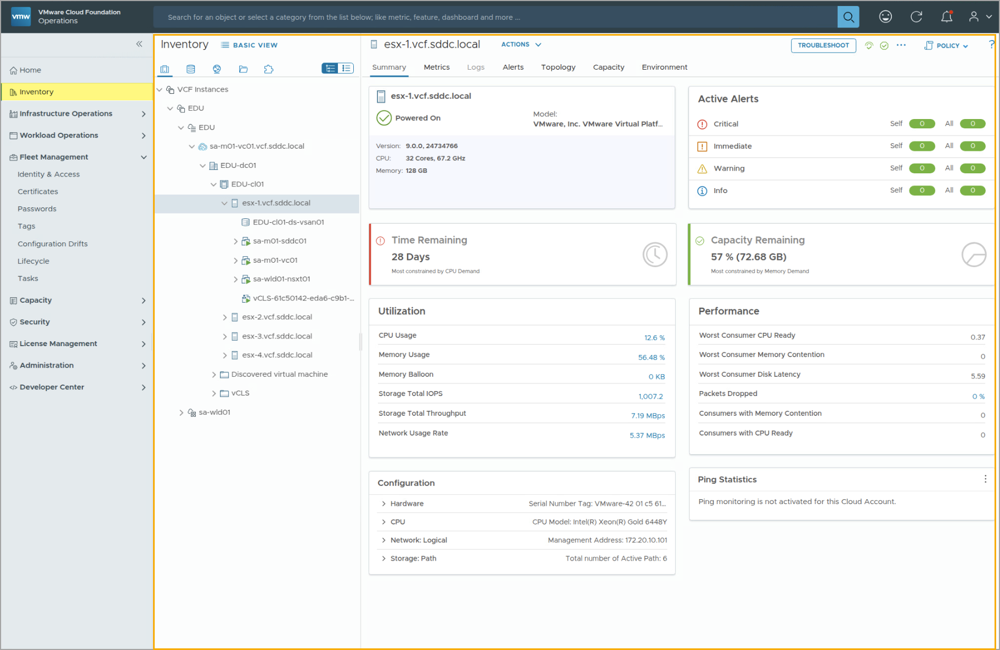 vmw
VMware Cloud Foundation
Operations
Search for an object or select a category from the list below; like metric, feature, dashboard and more ...
Home
Inventory
Infrastructure Operations
Workload Operations
Fleet Management
Identity & Access
Certificates
Passwords
Tags
Configuration Drifts
Lifecycle
Tasks
Capacity
Security
License Management
Administration
Developer Center
Inventory
BASIC VIEW
VCF Instances
EDU
EDU
sa-m01-vc01.vcf.sddc.local
EDU-dc01
EDU-cl01
esx-1.vcf.sddc.local
EDU-cl01-ds-vsan01
sa-m01-sddc01
sa-m01-vc01
sa-wld01-nsxt01
vCLS-61c50142-eda6-c9b1-...
esx-2.vcf.sddc.local
esx-3.vcf.sddc.local
esx-4.vcf.sddc.local
Discovered virtual machine
vCLS
sa-wld01
esx-1.vcf.sddc.local
ACTIONS
TROUBLESHOOT
POLICY
?
Summary Metrics Logs Alerts Topology Capacity Environment
esx-1.vcf.sddc.local
Powered On
Model:
VMware, Inc. VMware Virtual Platf...
Version: 9.0.0, 24734766
CPU: 32 Cores, 67.2 GHz
Memory: 128 GB
Active Alerts
Critical Self 0 All 0
Immediate Self 0 All 0
Warning Self 0 All 0
Info Self 0 All 0
Time Remaining
28 Days
Most constrained by CPU Demand
Capacity Remaining
57 % (72.68 GB)
Most constrained by Memory Demand
Utilization
CPU Usage 12.6 %
Memory Usage 56.48 %
Memory Balloon 0 KB
Storage Total IOPS 1,007.2
Storage Total Throughput 7.19 MBps
Network Usage Rate 5.37 MBps
Performance
Worst Consumer CPU Ready 0.37
Worst Consumer Memory Contention 0
Worst Consumer Disk Latency 5.59
Packets Dropped 0 %
Consumers with Memory Contention 0
Consumers with CPU Ready 0
Configuration
Hardware Serial Number Tag: VMware-42 01 c5 61...
CPU CPU Model: Intel(R) Xeon(R) Gold 6448Y
Network: Logical Management Address: 172.20.10.101
Storage: Path Total number of Active Path: 6
Ping Statistics
Ping monitoring is not activated for this Cloud Account.